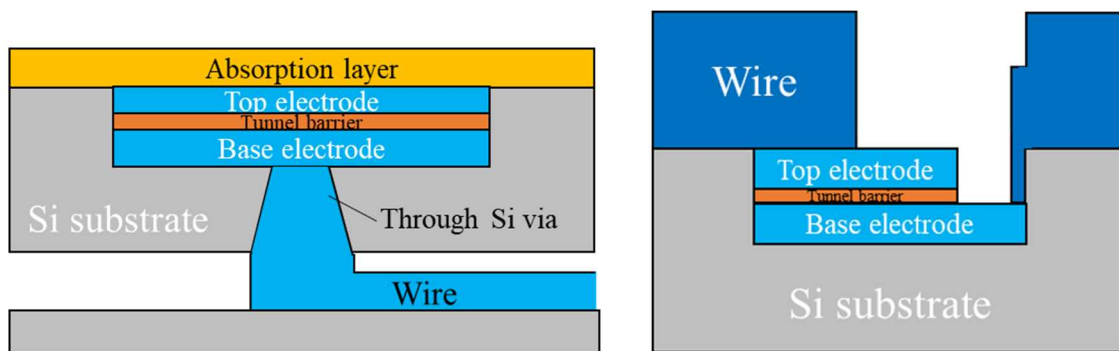 Absorption layer
Top electrode
Tunnel barrier
Base electrode
Si substrate
Through Si via
Wire
Wire
Top electrode
Tunnel barrier
Base electrode
Si substrate